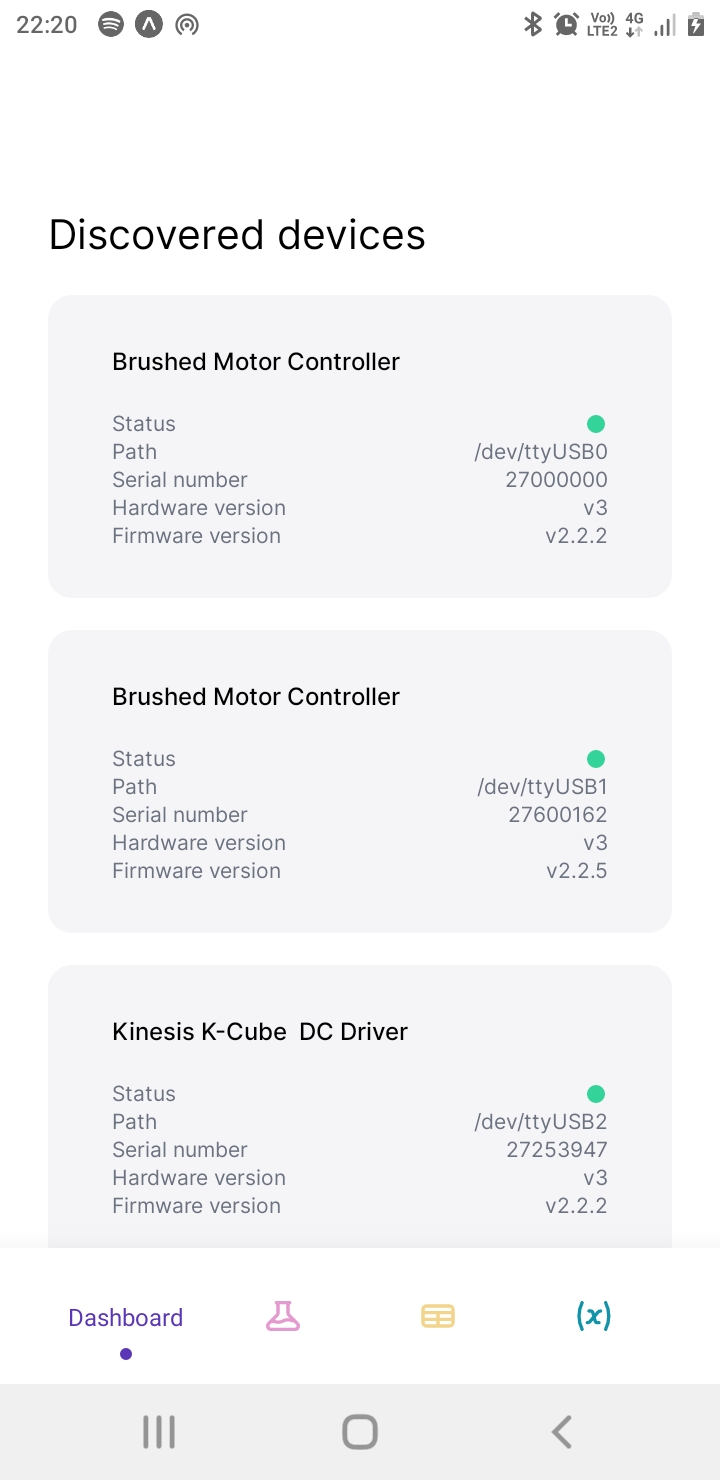 22:20
Vo)) 4G
LTE2
Discovered devices
Brushed Motor Controller
Status
Path /dev/ttyUSB0
Serial number 27000000
Hardware version v3
Firmware version v2.2.2
Brushed Motor Controller
Status
Path /dev/ttyUSB1
Serial number 27600162
Hardware version v3
Firmware version v2.2.5
Kinesis K-Cube  DC Driver
Status
Path /dev/ttyUSB2
Serial number 27253947
Hardware version v3
Firmware version v2.2.2
Dashboard (x)